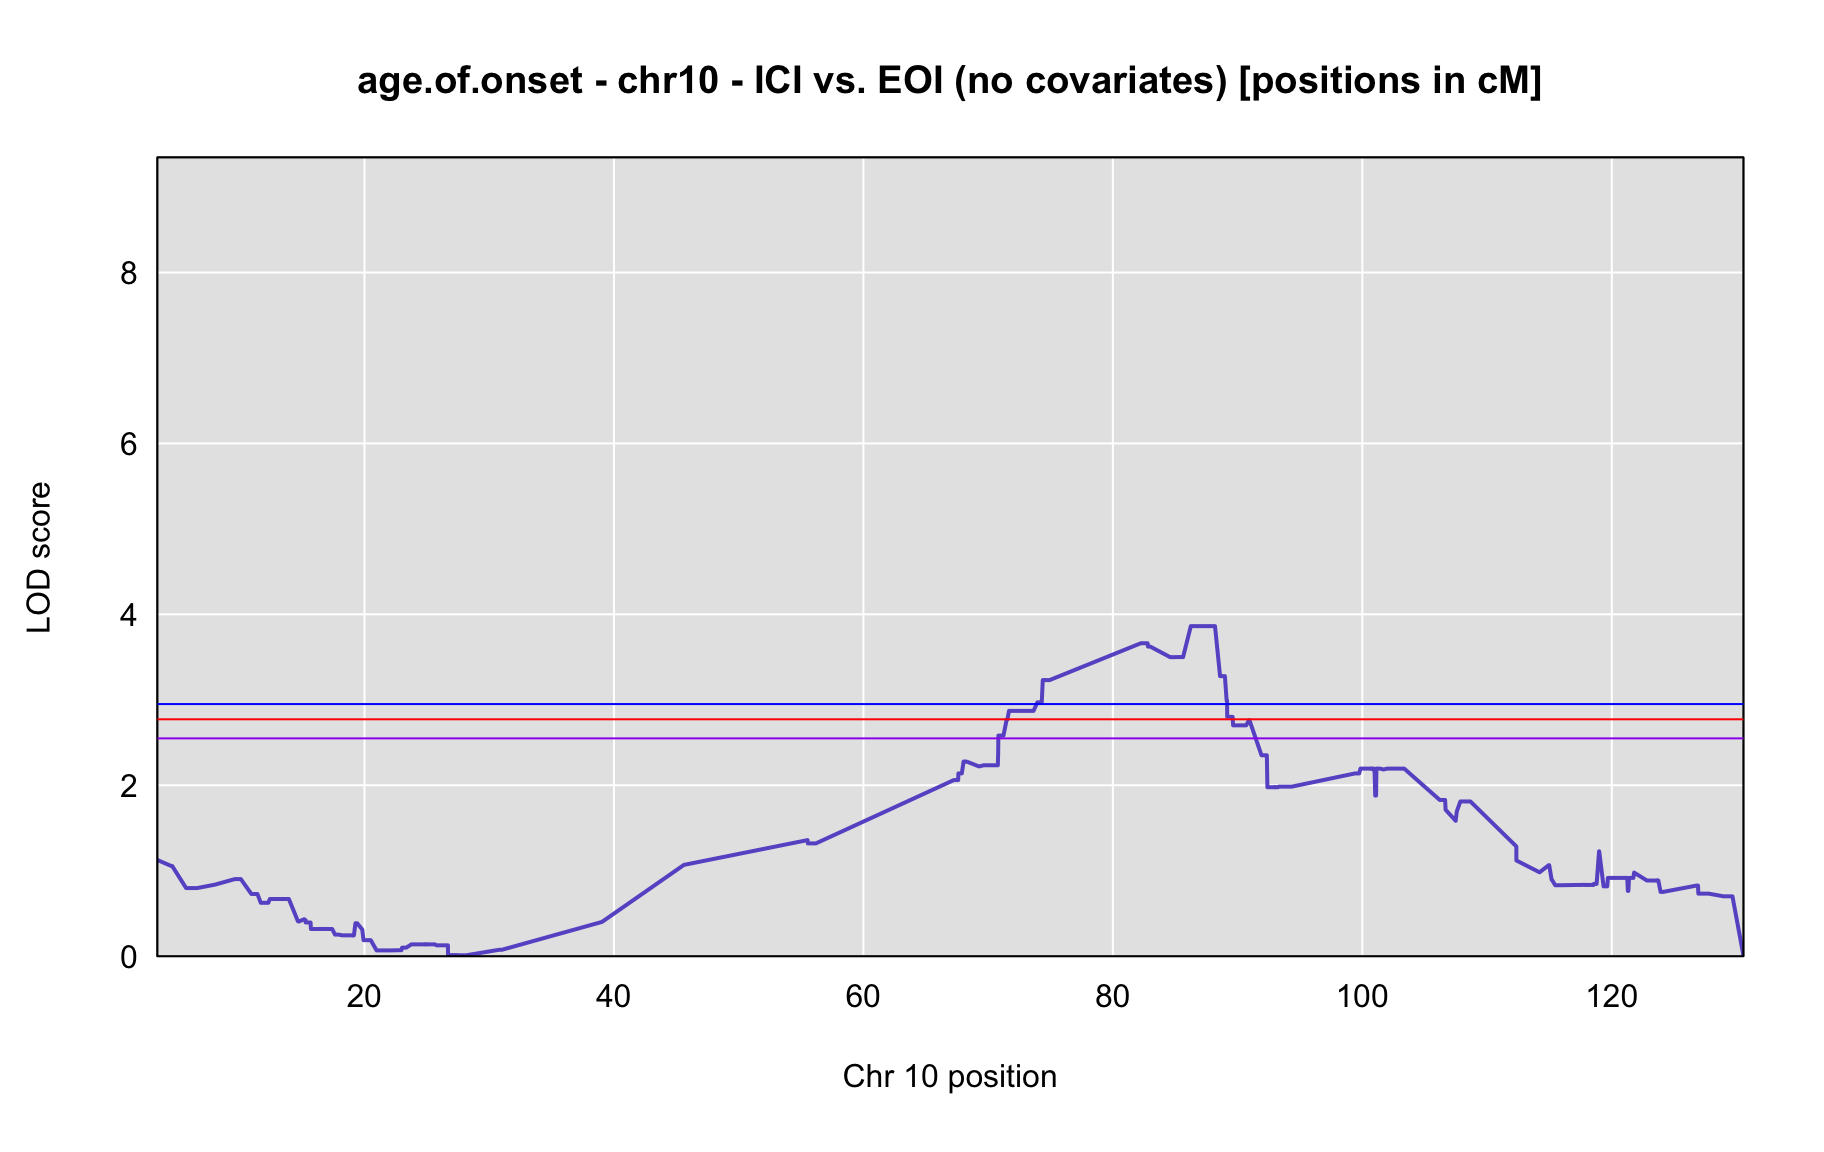 age.of.onset - chr10 - ICI vs. EOI (no covariates) [positions in cM]
LOD score
8
6
4
2
0
20 40 60 80 100 120
Chr 10 position